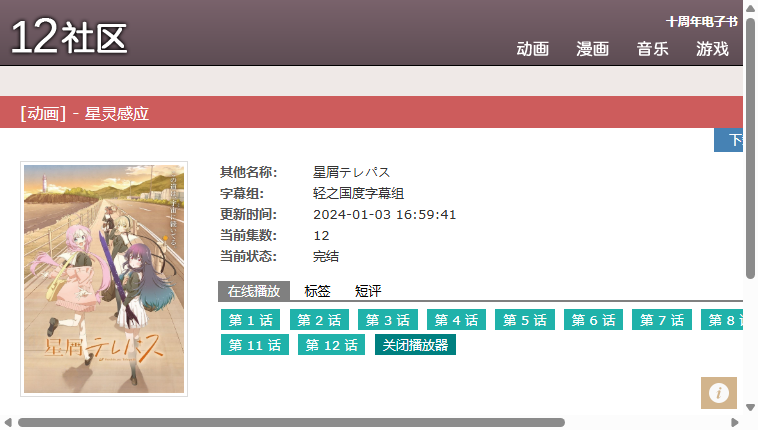 12社区
十周年电子书
动画 漫画 音乐 游戏
[动画] - 星灵感应
其他名称: 星屑テレパス
字幕组: 轻之国度字幕组
更新时间: 2024-01-03 16:59:41
当前集数: 12
当前状态: 完结
在线播放 标签 短评
第 1 话 第 2 话 第 3 话 第 4 话 第 5 话 第 6 话 第 7 话 第 8
第 11 话 第 12 话 关闭播放器
星屑テレパス
i